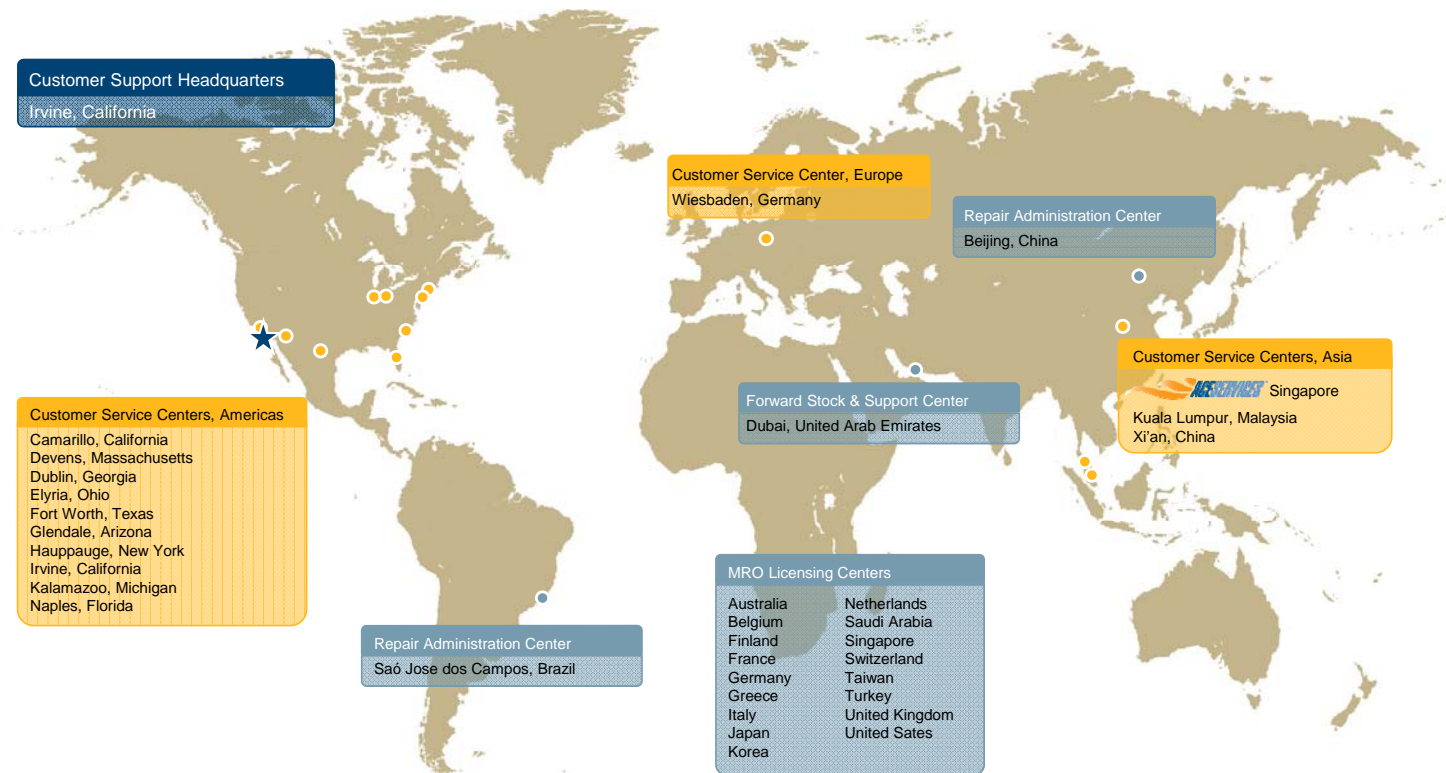 Customer Support Headquarters
Irvine, California
Customer Service Center, Europe
Wiesbaden, Germany
Repair Administration Center
Beijing, China
Customer Service Centers, Asia
ACESERVICES Singapore
Kuala Lumpur, Malaysia
Xi'an, China
Forward Stock & Support Center
Dubai, United Arab Emirates
Customer Service Centers, Americas
Camarillo, California
Devens, Massachusetts
Dublin, Georgia
Elyria, Ohio
Fort Worth, Texas
Glendale, Arizona
Hauppauge, New York
Irvine, California
Kalamazoo, Michigan
Naples, Florida
Repair Administration Center
Saó Jose dos Campos, Brazil
MRO Licensing Centers
Australia
Belgium
Finland
France
Germany
Greece
Italy
Japan
Korea
Netherlands
Saudi Arabia
Singapore
Switzerland
Taiwan
Turkey
United Kingdom
United Sates